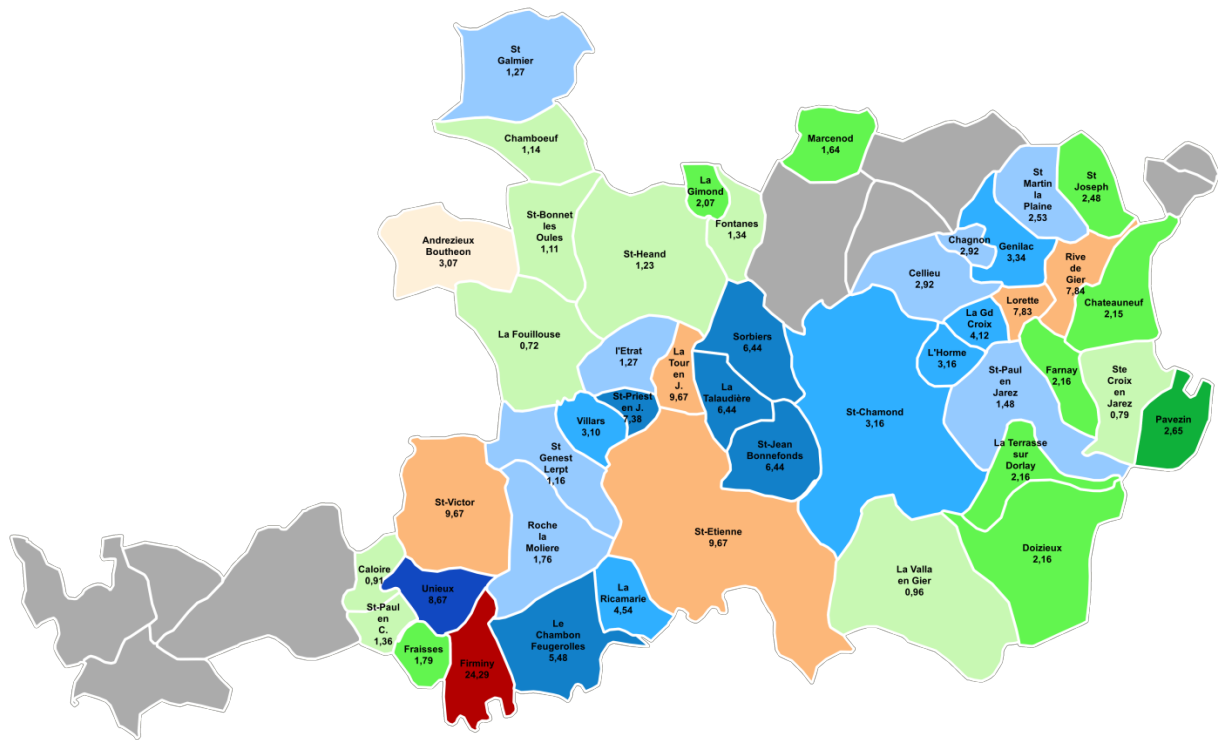 St
Galmier
1,27
Chamboeuf
1,14
Marcenod
1,64
La
Gimond
2,07
St
Martin
la
Plaine
2,53
St
Joseph
2,48
St-Bonnet
les
Oules
1,11
Fontanes
1,34
Andrezieux
Boutheon
3,07
St-Heand
1,23
Chagnon
2,92
Genilac
3,34
Rive
de
Gier
7,84
Cellieu
2,92
Chateauneuf
2,15
Lorette
7,83
La Gd
Croix
4,12
La Fouillouse
0,72
Sorbiers
6,44
l'Etrat
1,27
La
Tour
en
J.
9,67
L'Horme
3,16
St-Paul
en
Jarez
1,48
Farnay
2,16
Ste
Croix
en
Jarez
0,79
La
Talaudière
6,44
St-Priest
en J.
7,38
St-Chamond
3,16
Pavezin
2,65
Villars
3,10
St
Genest
Lerpt
1,16
St-Jean
Bonnefonds
6,44
La Terrasse
sur
Dorlay
2,16
St-Victor
9,67
Roche
la
Moliere
1,76
St-Etienne
9,67
Doizieux
2,16
Caloire
0,91
La Valla
en Gier
0,96
Unieux
8,67
La
Ricamarie
4,54
St-Paul
en
C.
1,36
Le
Chambon
Feugerolles
5,48
Fraisses
1,79
Firminy
24,29